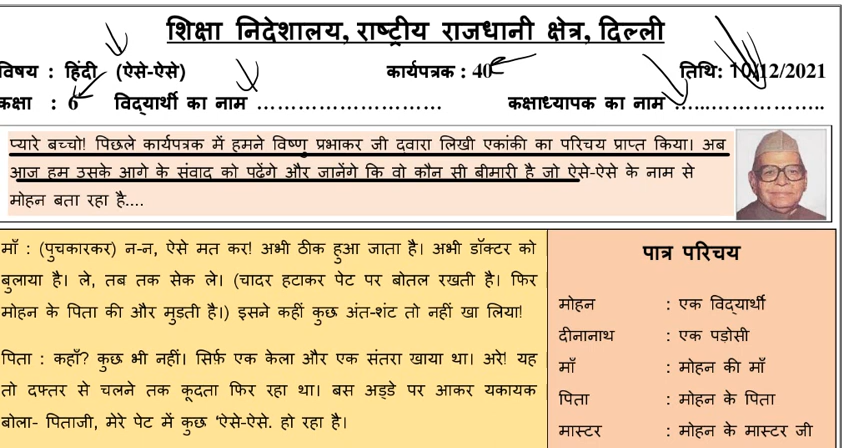 शिक्षा निदेशालय, राष्ट्रीय राजधानी क्षेत्र, दिल्ली
विषय : हिंदी (ऐसे-ऐसे) कार्यपत्रक : 40 तिथि: 10/12/2021
कक्षा : 6 विद्यार्थी का नाम ........................... कक्षाध्यापक का नाम ......................
प्यारे बच्चो! पिछले कार्यपत्रक में हमने विष्णु प्रभाकर जी दवारा लिखी एकांकी का परिचय प्राप्त किया। अब
आज हम उसके आगे के संवाद को पढ़ेंगे और जानेंगे कि वो कौन सी बीमारी है जो ऐसे-ऐसे के नाम से
मोहन बता रहा है....
माँ : (पुचकारकर) न-न, ऐसे मत कर! अभी ठीक हुआ जाता है। अभी डॉक्टर को
बुलाया है। ले, तब तक सेक ले। (चादर हटाकर पेट पर बोतल रखती है। फिर
मोहन के पिता की और मुड़ती है।) इसने कहीं कुछ अंत-शंट तो नहीं खा लिया!
पिता : कहाँ? कुछ भी नहीं। सिर्फ़ एक केला और एक संतरा खाया था। अरे! यह
तो दफ्तर से चलने तक कूदता फिर रहा था। बस अड्डे पर आकर यकायक
बोला- पिताजी, मेरे पेट में कुछ 'ऐसे-ऐसे. हो रहा है।
पात्र परिचय
मोहन : एक विद्यार्थी
दीनानाथ : एक पड़ोसी
माँ : मोहन की माँ
पिता : मोहन के पिता
मास्टर : मोहन के मास्टर जी